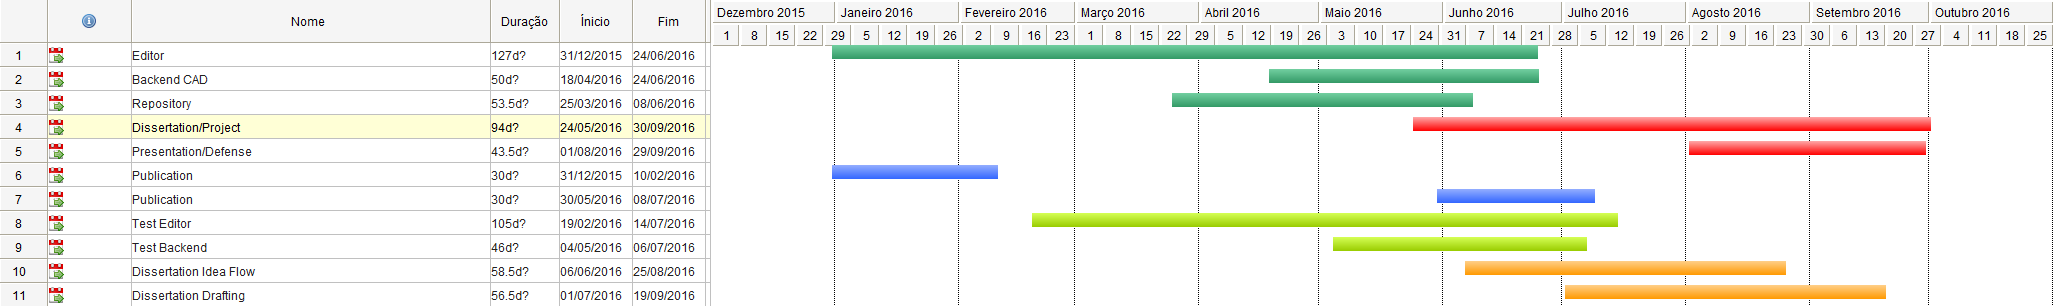 Nome Duração Ínicio Fim Dezembro 2015 Janeiro 2016 Fevereiro 2016 Março 2016 Abril 2016 Maio 2016 Junho 2016 Julho 2016 Agosto 2016 Setembro 2016 Outubro 2016
1 8 15 22 29 5 12 19 26 2 9 16 23 1 8 15 22 29 5 12 19 26 3 10 17 24 31 7 14 21 28 5 12 19 26 2 9 16 23 30 6 13 20 27 4 11 18 25
1 Editor 127d? 31/12/2015 24/06/2016
2 Backend CAD 50d? 18/04/2016 24/06/2016
3 Repository 53.5d? 25/03/2016 08/06/2016
4 Dissertation/Project 94d? 24/05/2016 30/09/2016
5 Presentation/Defense 43.5d? 01/08/2016 29/09/2016
6 Publication 30d? 31/12/2015 10/02/2016
7 Publication 30d? 30/05/2016 08/07/2016
8 Test Editor 105d? 19/02/2016 14/07/2016
9 Test Backend 46d? 04/05/2016 06/07/2016
10 Dissertation Idea Flow 58.5d? 06/06/2016 25/08/2016
11 Dissertation Drafting 56.5d? 01/07/2016 19/09/2016